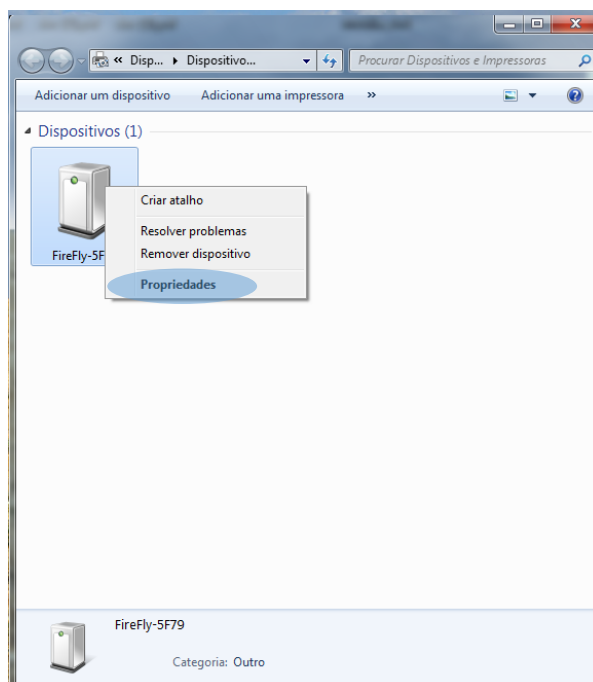 « Disp... Dispositivo... Procurar Dispositivos e Impressoras
Adicionar um dispositivo Adicionar uma impressora »
Dispositivos (1)
Criar atalho
Resolver problemas
FireFly-5F
Remover dispositivo
Propriedades
FireFly-5F79
Categoria: Outro